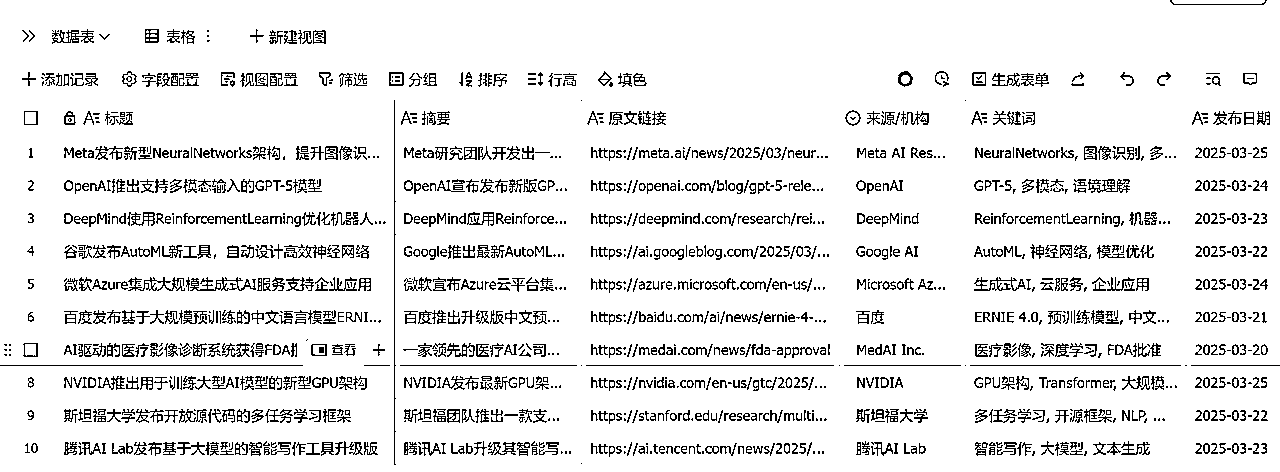 数据表 表格 新建视图
添加记录 字段配置 视图配置 筛选 分组 排序 行高 填色 生成表单
标题 摘要 原文链接 来源/机构 关键词 发布日期
1 Meta发布新型NeuralNetworks架构，提升图像识... Meta研究团队开发出一... https://meta.ai/news/2025/03/neur... Meta AI Res... NeuralNetworks, 图像识别, 多... 2025-03-25
2 OpenAI推出支持多模态输入的GPT-5模型 OpenAI宣布发布新版GP... https://openai.com/blog/gpt-5-rele... OpenAI GPT-5, 多模态, 语境理解 2025-03-24
3 DeepMind使用ReinforcementLearning优化机器人... DeepMind应用Reinforce... https://deepmind.com/research/rei... DeepMind ReinforcementLearning, 机器... 2025-03-23
4 谷歌发布AutoML新工具，自动设计高效神经网络 Google推出最新AutoML... https://ai.googleblog.com/2025/03/... Google AI AutoML, 神经网络, 模型优化 2025-03-22
5 微软Azure集成大规模生成式AI服务支持企业应用 微软宣布Azure云平台集... https://azure.microsoft.com/en-us/... Microsoft Az... 生成式AI, 云服务, 企业应用 2025-03-24
6 百度发布基于大规模预训练的中文语言模型ERNI... 百度推出升级版中文预... https://baidu.com/ai/news/ernie-4-... 百度 ERNIE 4.0, 预训练模型, 中文... 2025-03-21
AI驱动的医疗影像诊断系统获得FDA 查看 一家领先的医疗AI公司... https://medai.com/news/fda-approval MedAI Inc. 医疗影像, 深度学习, FDA批准 2025-03-20
8 NVIDIA推出用于训练大型AI模型的新型GPU架构 NVIDIA发布最新GPU架... https://nvidia.com/en-us/gtc/2025/... NVIDIA GPU架构, Transformer, 大规模... 2025-03-25
9 斯坦福大学发布开放源代码的多任务学习框架 斯坦福团队推出一款支... https://stanford.edu/research/multi... 斯坦福大学 多任务学习, 开源框架, NLP, ... 2025-03-22
10 腾讯AI Lab发布基于大模型的智能写作工具升级版 腾讯AI Lab升级其智能写... https://ai.tencent.com/news/2025/... 腾讯AI Lab 智能写作, 大模型, 文本生成 2025-03-23